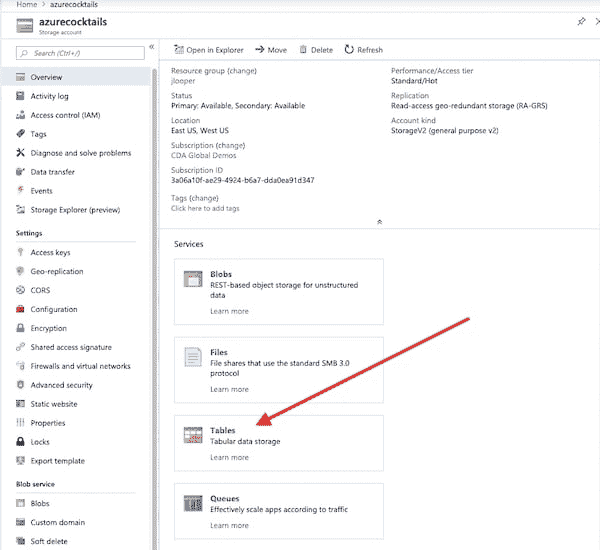 Home > azurecocktails
azurecocktails
Storage account
Search (Ctrl+/)
Overview
Activity log
Access control (IAM)
Tags
Diagnose and solve problems
Data transfer
Events
Storage Explorer (preview)
Settings
Access keys
Geo-replication
CORS
Configuration
Encryption
Shared access signature
Firewalls and virtual networks
Advanced security
Static website
Properties
Locks
Export template
Blob service
Blobs
Custom domain
Soft delete
Open in Explorer Move Delete Refresh
Resource group (change)
jlooper
Status
Primary: Available, Secondary: Available
Location
East US, West US
Subscription (change)
CDA Global Demos
Subscription ID
3a06a10f-ae29-4924-b6a7-dda0ea91d347
Tags (change)
Click here to add tags
Performance/Access tier
Standard/Hot
Replication
Read-access geo-redundant storage (RA-GRS)
Account kind
StorageV2 (general purpose v2)
Services
Blobs
REST-based object storage for unstructured
data
Learn more
Files
File shares that use the standard SMB 3.0
protocol
Learn more
Tables
Tabular data storage
Learn more
Queues
Effectively scale apps according to traffic
Learn more